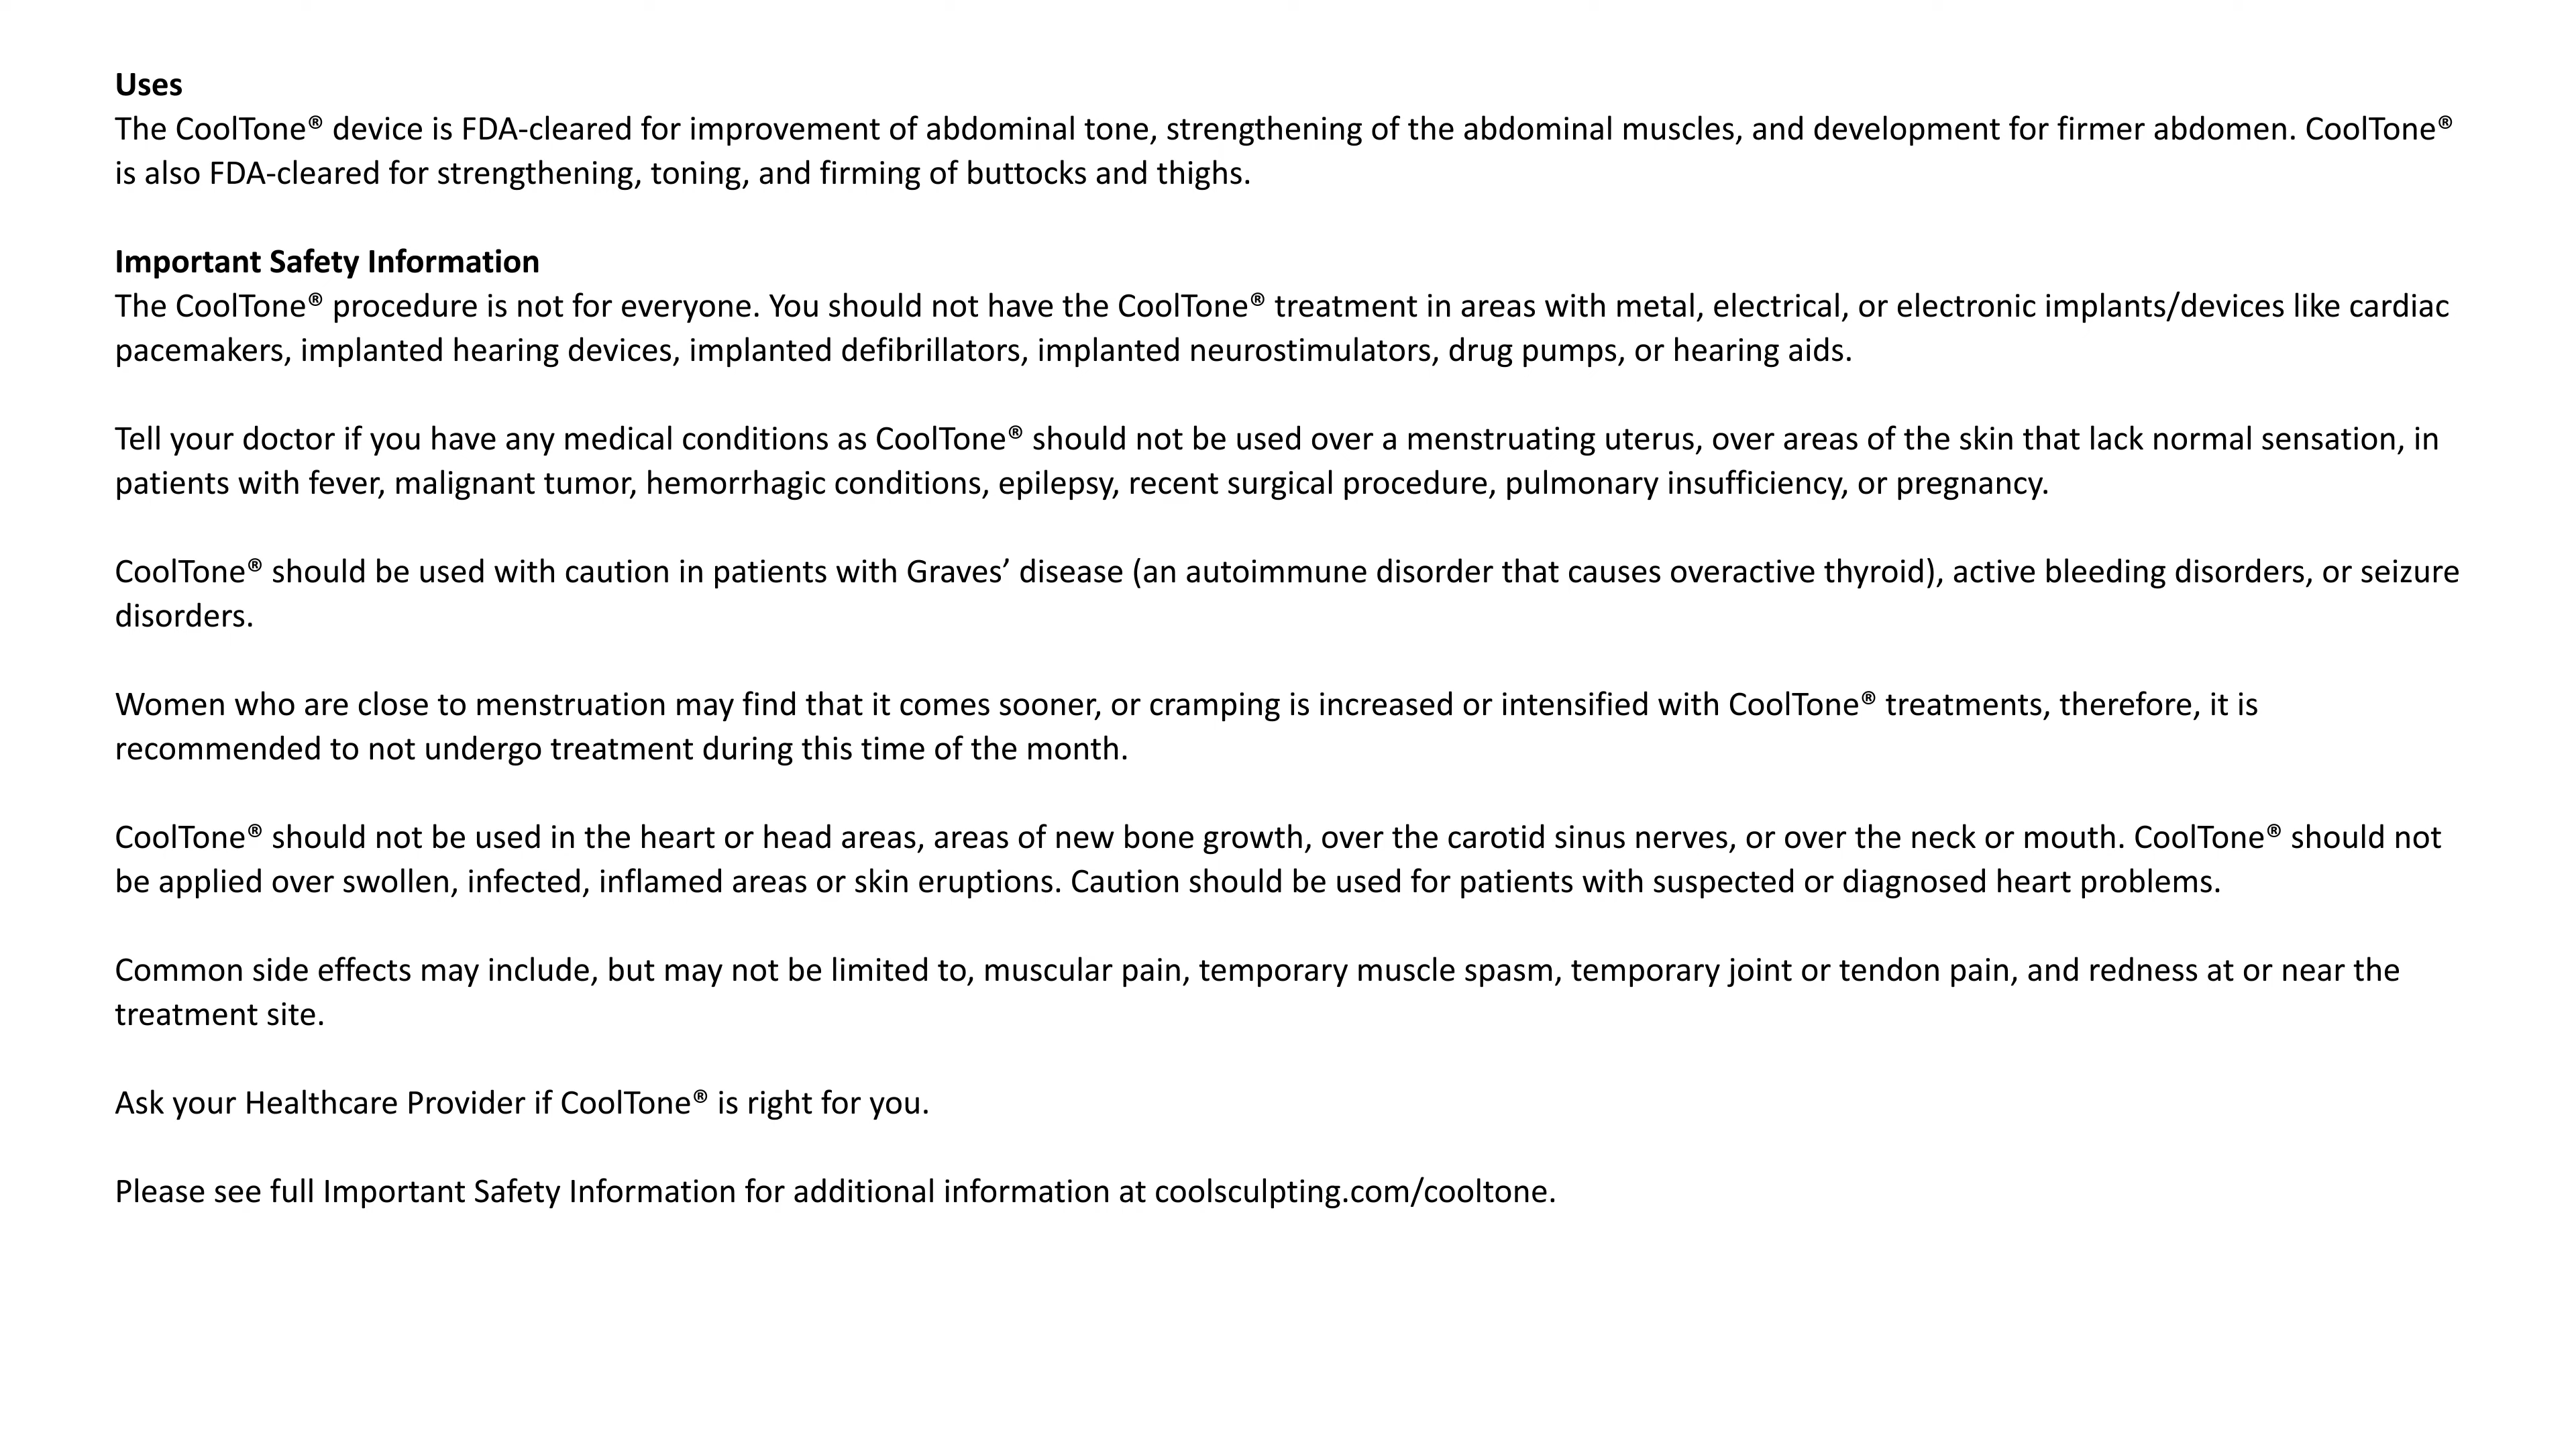 Uses
The CoolTone® device is FDA-cleared for improvement of abdominal tone, strengthening of the abdominal muscles, and development for firmer abdomen. CoolTone®
is also FDA-cleared for strengthening, toning, and firming of buttocks and thighs.
Important Safety Information
The CoolTone® procedure is not for everyone. You should not have the CoolTone® treatment in areas with metal, electrical, or electronic implants/devices like cardiac
pacemakers, implanted hearing devices, implanted defibrillators, implanted neurostimulators, drug pumps, or hearing aids.
Tell your doctor if you have any medical conditions as CoolTone® should not be used over a menstruating uterus, over areas of the skin that lack normal sensation, in
patients with fever, malignant tumor, hemorrhagic conditions, epilepsy, recent surgical procedure, pulmonary insufficiency, or pregnancy.
CoolTone® should be used with caution in patients with Graves’ disease (an autoimmune disorder that causes overactive thyroid), active bleeding disorders, or seizure
disorders.
Women who are close to menstruation may find that it comes sooner, or cramping is increased or intensified with CoolTone® treatments, therefore, it is
recommended to not undergo treatment during this time of the month.
CoolTone® should not be used in the heart or head areas, areas of new bone growth, over the carotid sinus nerves, or over the neck or mouth. CoolTone® should not
be applied over swollen, infected, inflamed areas or skin eruptions. Caution should be used for patients with suspected or diagnosed heart problems.
Common side effects may include, but may not be limited to, muscular pain, temporary muscle spasm, temporary joint or tendon pain, and redness at or near the
treatment site.
Ask your Healthcare Provider if CoolTone® is right for you.
Please see full Important Safety Information for additional information at coolsculpting.com/cooltone.